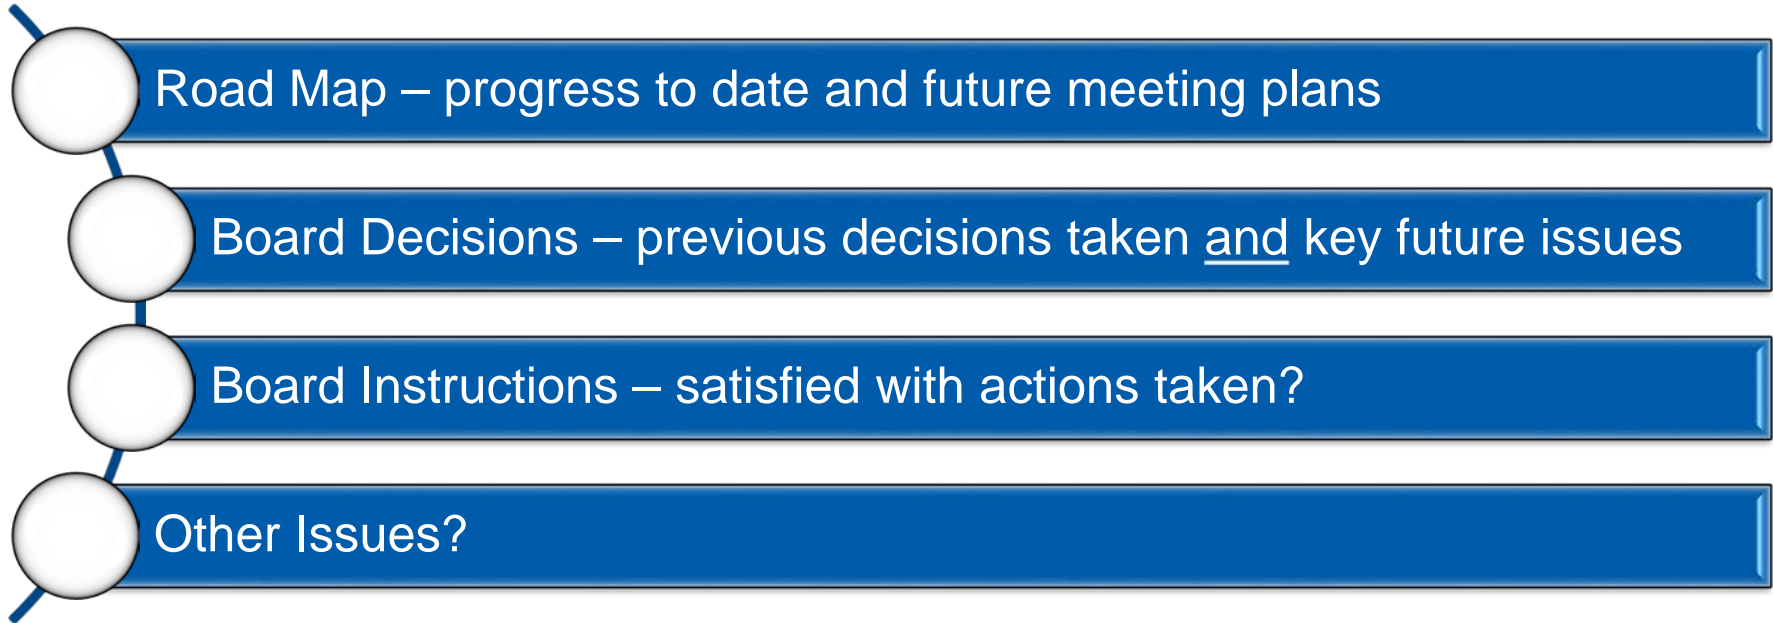 Road Map – progress to date and future meeting plans
Board Decisions – previous decisions taken and key future issues
Board Instructions – satisfied with actions taken?
Other Issues?